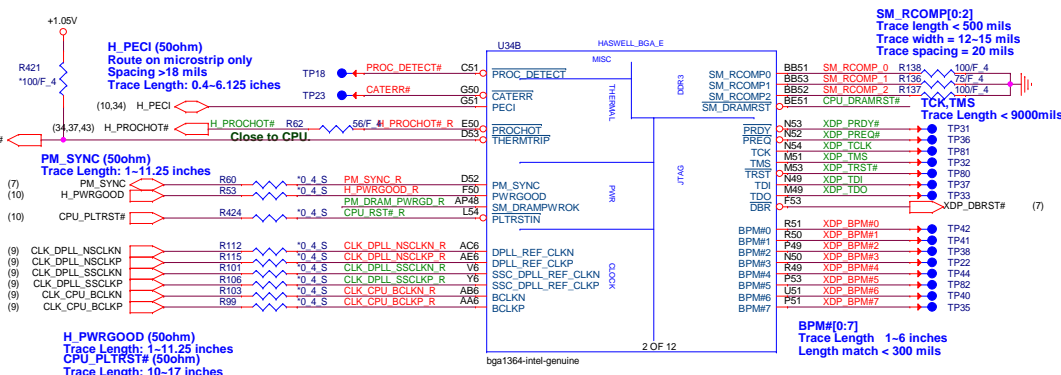 +1.05V
R421
*100/F_4
H_PECI (50ohm)
Route on microstrip only
Spacing >18 mils
Trace Length: 0.4~6.125 inches
SM_RCOMP[0:2]
Trace length < 500 mils
Trace width = 12~15 mils
Trace spacing = 20 mils
U34B
HASWELL_BGA_E
MISC
THERMAL
PWR
CLOCK
DDR3
JTAG
TP18 PROC_DETECT# C51 PROC_DETECT
TP23 CATERR# G50 CATERR
(10,34) H_PECI G51 PECI
(34,37,43) H_PROCHOT# H_PROCHOT# R62 56/F_4 H_PROCHOT#_R E50 PROCHOT
Close to CPU.
# D53 THERMTRIP
PM_SYNC (50ohm)
Trace Length: 1~11.25 inches
(7) PM_SYNC R60 *0_4_S PM_SYNC_R D52 PM_SYNC
(10) H_PWRGOOD R53 *0_4_S H_PWRGOOD_R F50 PWRGOOD
PM_DRAM_PWRGD_R AP48 SM_DRAMPWROK
(10) CPU_PLTRST# R424 *0_4_S CPU_RST#_R L54 PLTRSTIN
(9) CLK_DPLL_NSCLKN R112 *0_4_S CLK_DPLL_NSCLKN_R AC6 DPLL_REF_CLKN
(9) CLK_DPLL_NSCLKP R115 *0_4_S CLK_DPLL_NSCLKP_R AE6 DPLL_REF_CLKP
(9) CLK_DPLL_SSCLKN R101 *0_4_S CLK_DPLL_SSCLKN_R V6 SSC_DPLL_REF_CLKN
(9) CLK_DPLL_SSCLKP R106 *0_4_S CLK_DPLL_SSCLKP_R Y6 SSC_DPLL_REF_CLKP
(9) CLK_CPU_BCLKN R103 *0_4_S CLK_CPU_BCLKN_R AB6 BCLKN
(9) CLK_CPU_BCLKP R99 *0_4_S CLK_CPU_BCLKP_R AA6 BCLKP
SM_RCOMP0 BB51 SM_RCOMP_0 R138 100/F_4
SM_RCOMP1 BB53 SM_RCOMP_1 R136 75/F_4
SM_RCOMP2 BB52 SM_RCOMP_2 R137 100/F_4
SM_DRAMRST BE51 CPU_DRAMRST#
TCK,TMS
Trace Length < 9000mils
PRDY N53 XDP_PRDY# TP31
PREQ N52 XDP_PREQ# TP36
TCK N54 XDP_TCLK TP81
TMS M51 XDP_TMS TP32
TRST M53 XDP_TRST# TP80
TDI N49 XDP_TDI TP37
TDO M49 XDP_TDO TP33
DBR F53 XDP_DBRST# (7)
BPM#0 R51 XDP_BPM#0 TP42
BPM#1 R50 XDP_BPM#1 TP41
BPM#2 P49 XDP_BPM#2 TP38
BPM#3 N50 XDP_BPM#3 TP22
BPM#4 R49 XDP_BPM#4 TP44
BPM#5 P53 XDP_BPM#5 TP82
BPM#6 U51 XDP_BPM#6 TP40
BPM#7 P51 XDP_BPM#7 TP35
H_PWRGOOD (50ohm)
Trace Length: 1~11.25 inches
CPU_PLTRST# (50ohm)
Trace Length: 10~17 inches
2 OF 12
bga1364-intel-genuine
BPM#[0:7]
Trace Length 1~6 inches
Length match < 300 mils